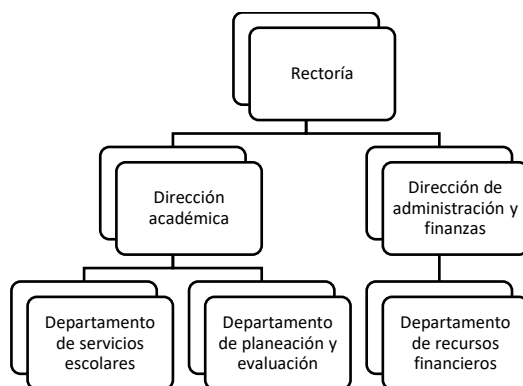 Rectoría
Dirección
académica
Dirección de
administración y
finanzas
Departamento
de servicios
escolares
Departamento
de planeación y
evaluación
Departamento
de recursos
financieros